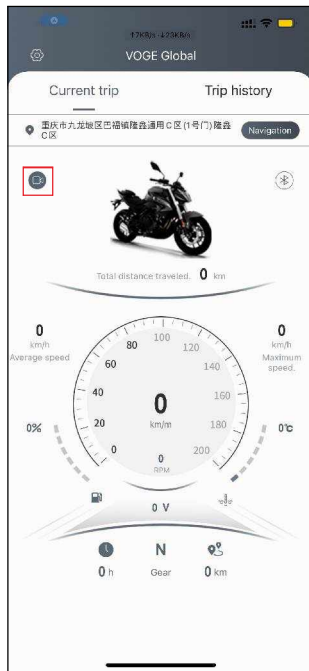 17KB/s ↓23KB/s
VOGE Global
Current trip
Trip history
重庆市九龙坡区巴福镇隆鑫通用C区(1号门)隆鑫
C区
Navigation
Total distance traveled. 0 km
0
km/h
Average speed
0
km/h
Maximum
speed.
0 20 40 60 80 100 120 140 160 180 200
0
km/m
0
RPM
0%
0℃
0 V
N
0 h
Gear
0 km